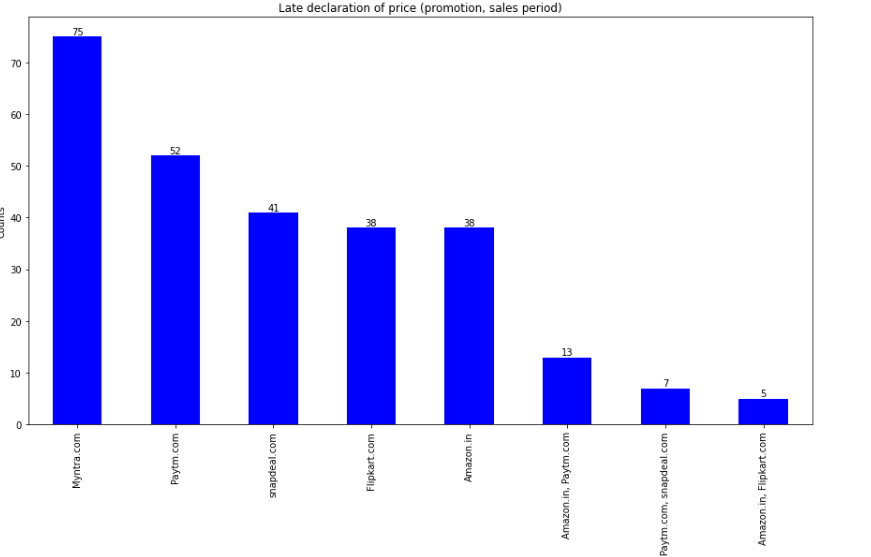 Late declaration of price (promotion, sales period)
counts
70
60
50
40
30
20
10
0
75
52
41
38
38
13
7
5
Myntra.com
Paytm.com
snapdeal.com
Flipkart.com
Amazon.in
Amazon.in, Paytm.com
Paytm.com, snapdeal.com
Amazon.in, Flipkart.com